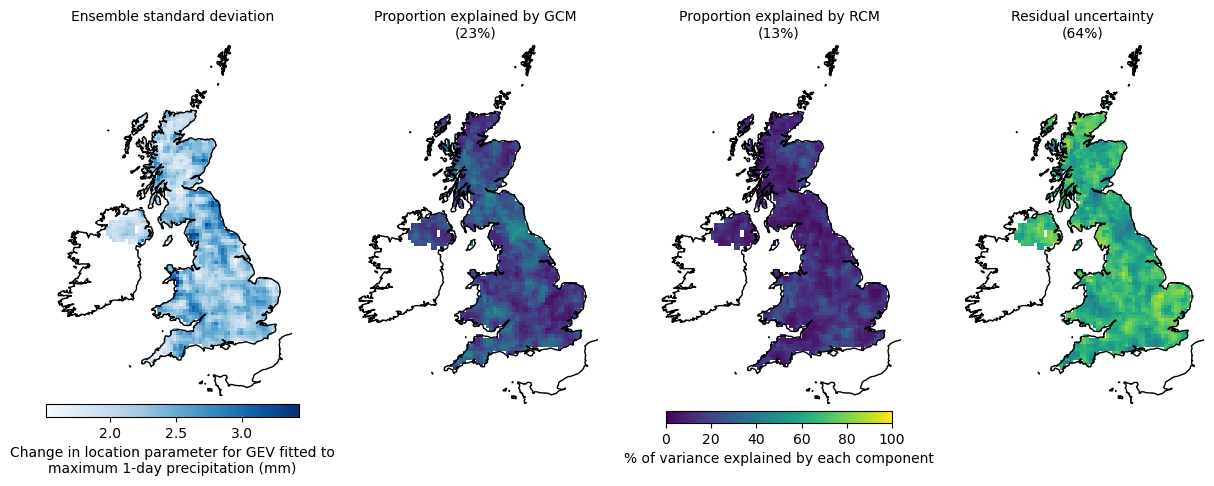 Ensemble standard deviation
Proportion explained by GCM
(23%)
Proportion explained by RCM
(13%)
Residual uncertainty
(64%)
2.0 2.5 3.0
Change in location parameter for GEV fitted to
maximum 1-day precipitation (mm)
0 20 40 60 80 100
% of variance explained by each component